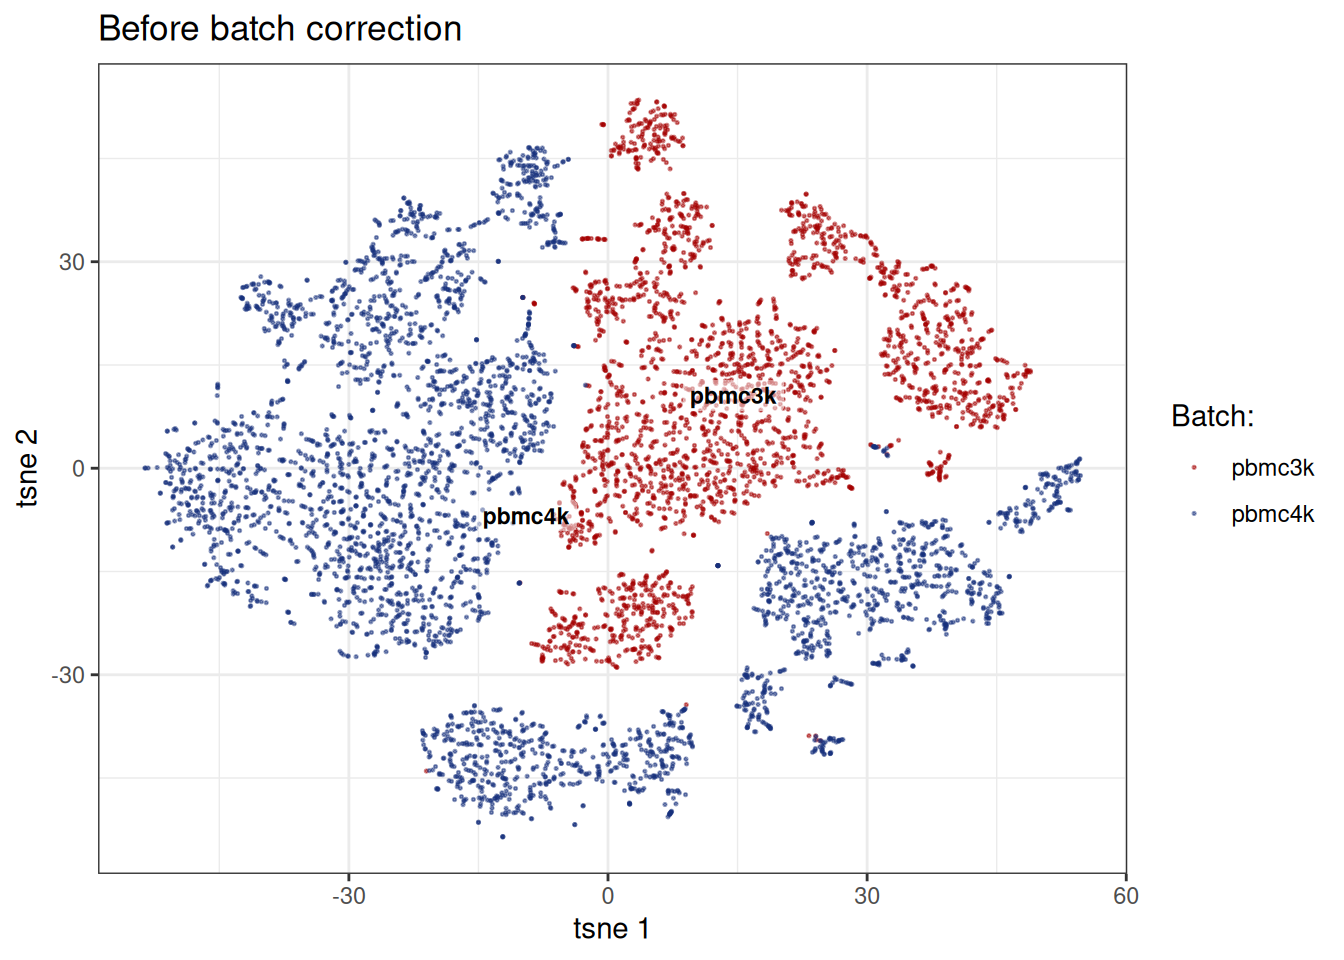 Before batch correction
30
0
-30
tsne 2
pbmc3k
pbmc4k
-30
0
30
60
tsne 1
Batch:
pbmc3k
pbmc4k